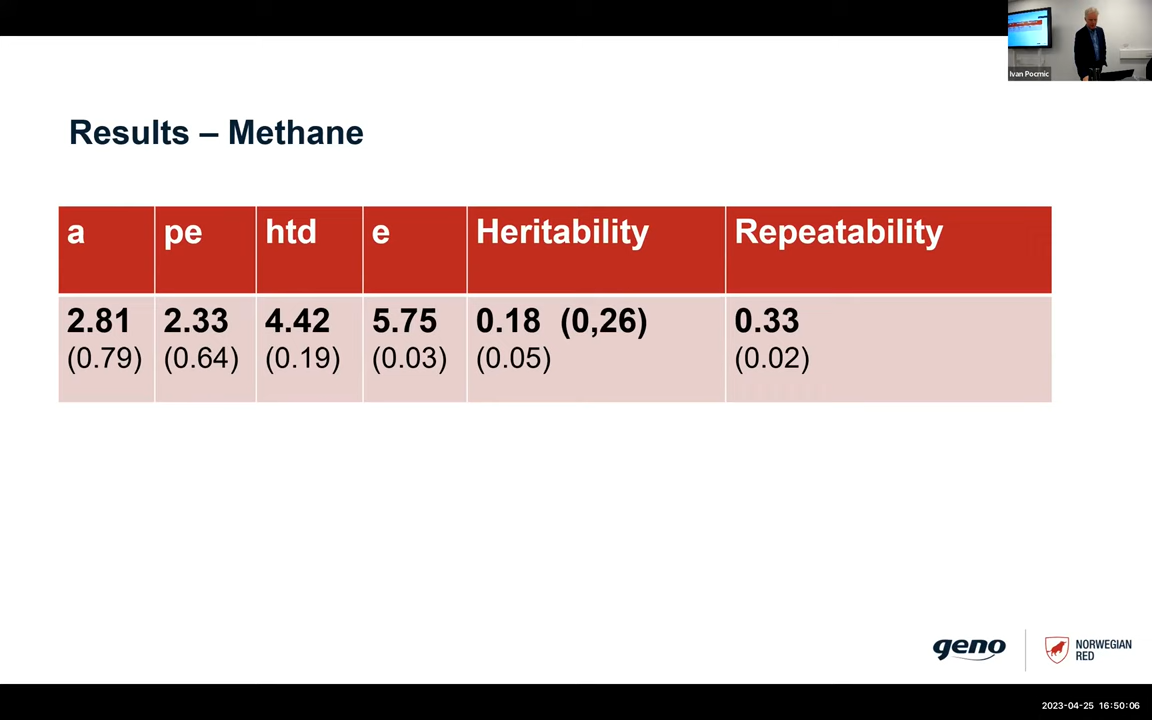 Ivan Pocrnic
Results – Methane
a pe htd e Heritability Repeatability
2.81 2.33 4.42 5.75 0.18 (0,26) 0.33
(0.79) (0.64) (0.19) (0.03) (0.05) (0.02)
geno NORWEGIAN
RED
2023-04-25 16:50:06